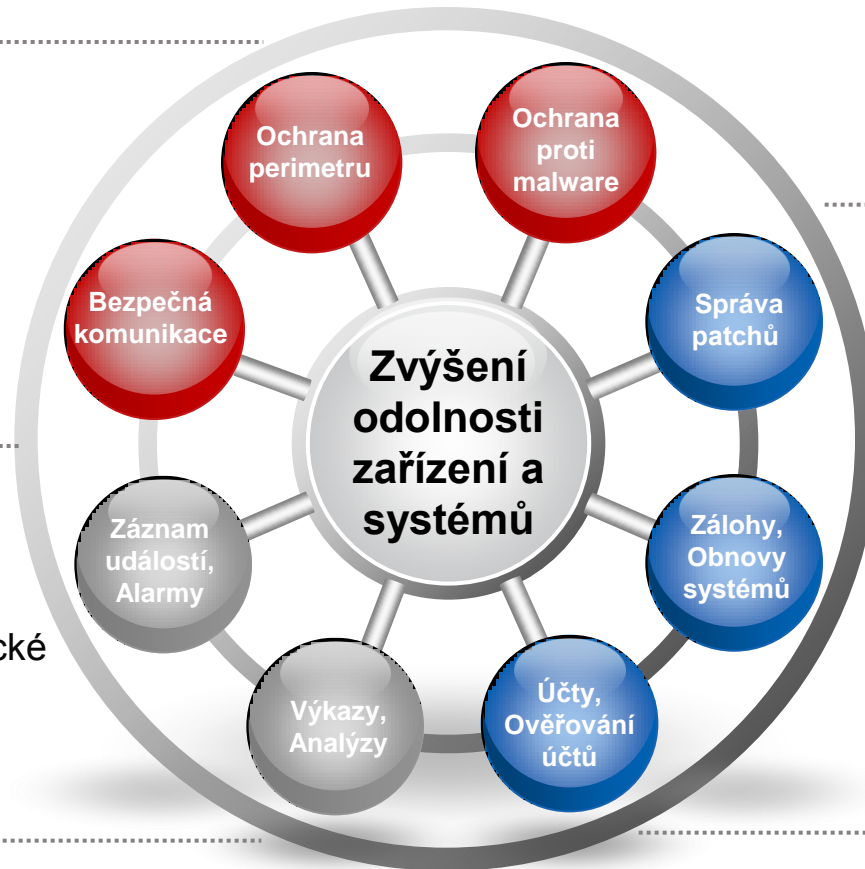 Ochrana
perimetru
Ochrana
proti
malware
Bezpečná
komunikace
Správa
patchů
Zvýšení
odolnosti
zařízení a
systémů
Záznam
událostí,
Alarmy
Zálohy,
Obnovy
systémů
cké
Výkazy,
Analýzy
Účty,
Ověřování
účtů